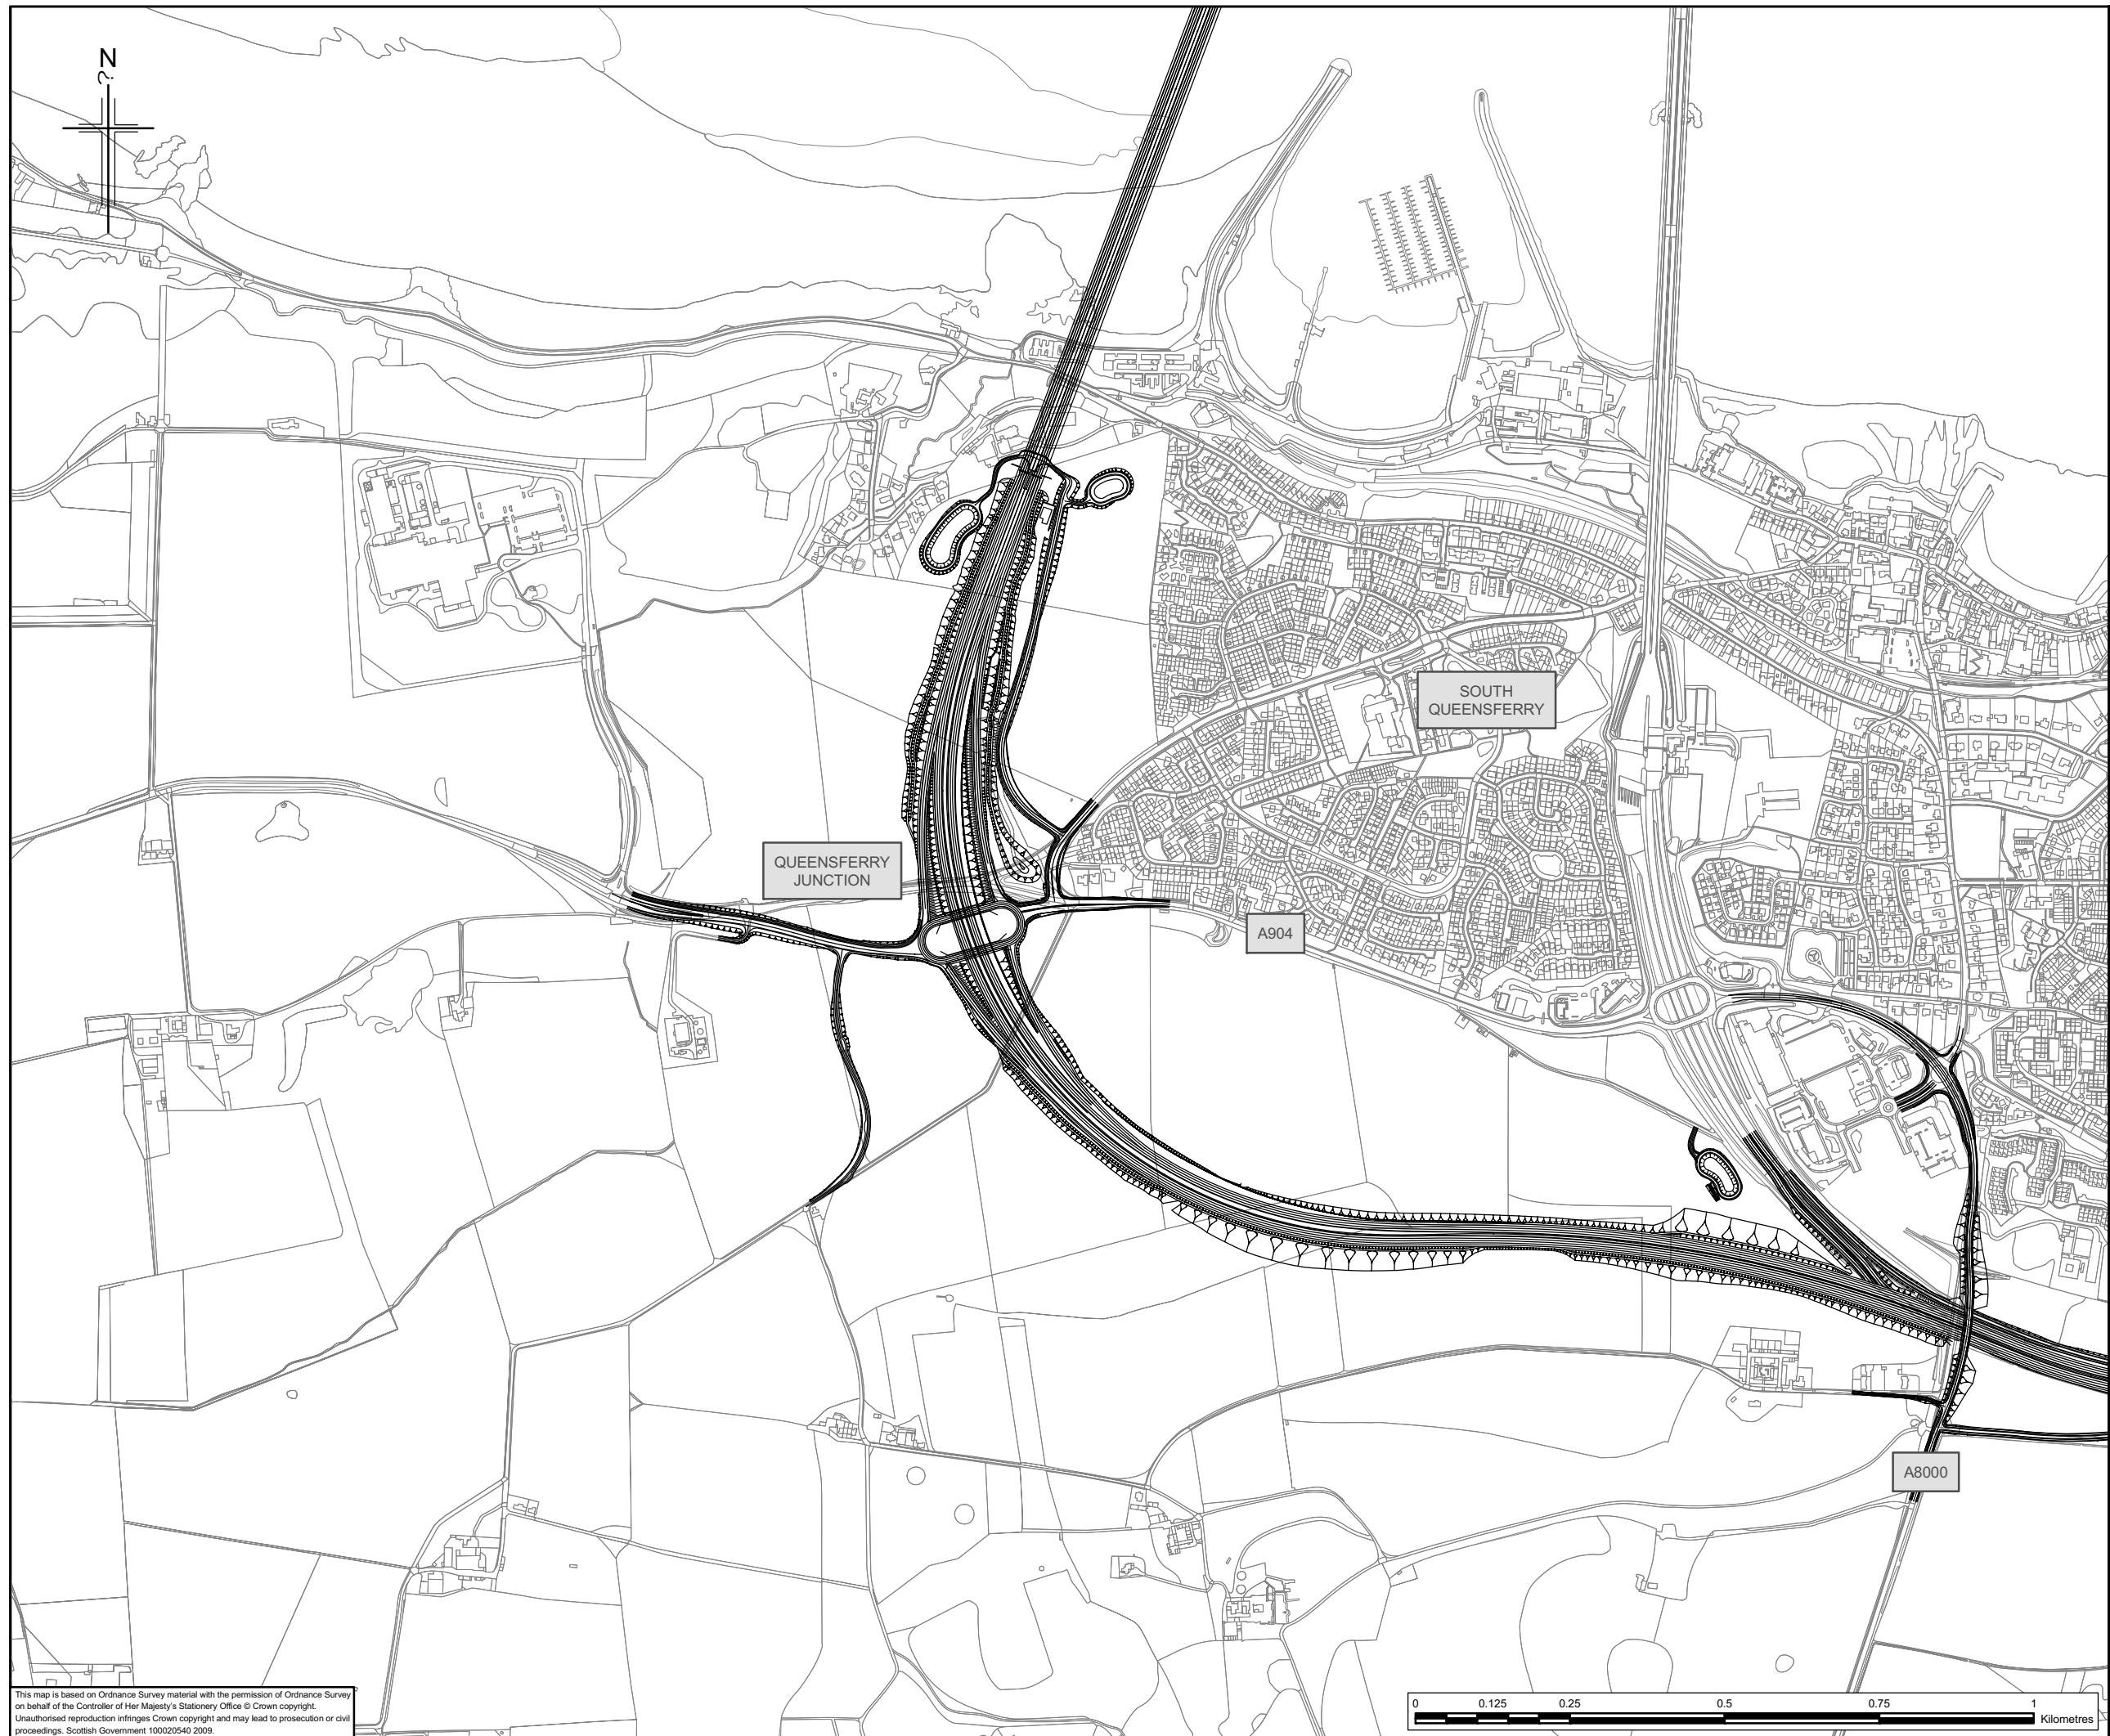 N
SOUTH
QUEENSFERRY
QUEENSFERRY
JUNCTION
A904
A8000
This map is based on Ordnance Survey material with the permission of Ordnance Survey
on behalf of the Controller of Her Majesty's Stationery Office © Crown copyright.
Unauthorised reproduction infringes Crown copyright and may lead to prosecution or civil
proceedings. Scottish Government 100020540 2009.
0 0.125 0.25 0.5 0.75 1
Kilometres